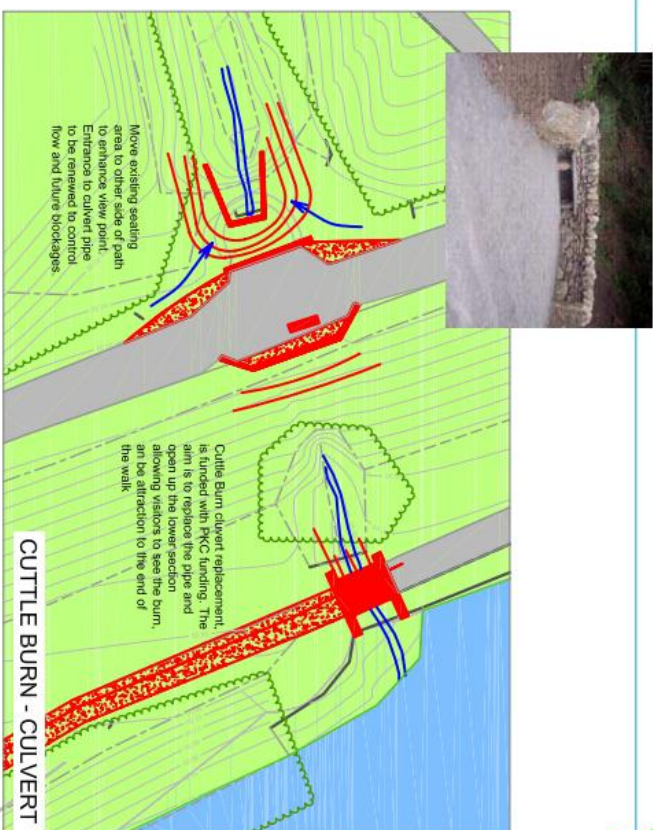 Move existing seating
area to other side of path
to enhance view point.
Entrance to culvert pipe
to be renewed to control
flow and future blockages.
Cuttle Burn cluvert replacement,
is funded with PKC funding. The
aim is to replace the pipe and
open up the lower section
allowing visitors to see the burn,
an be attraction to the end of
the walk
CUTTLE BURN - CULVERT